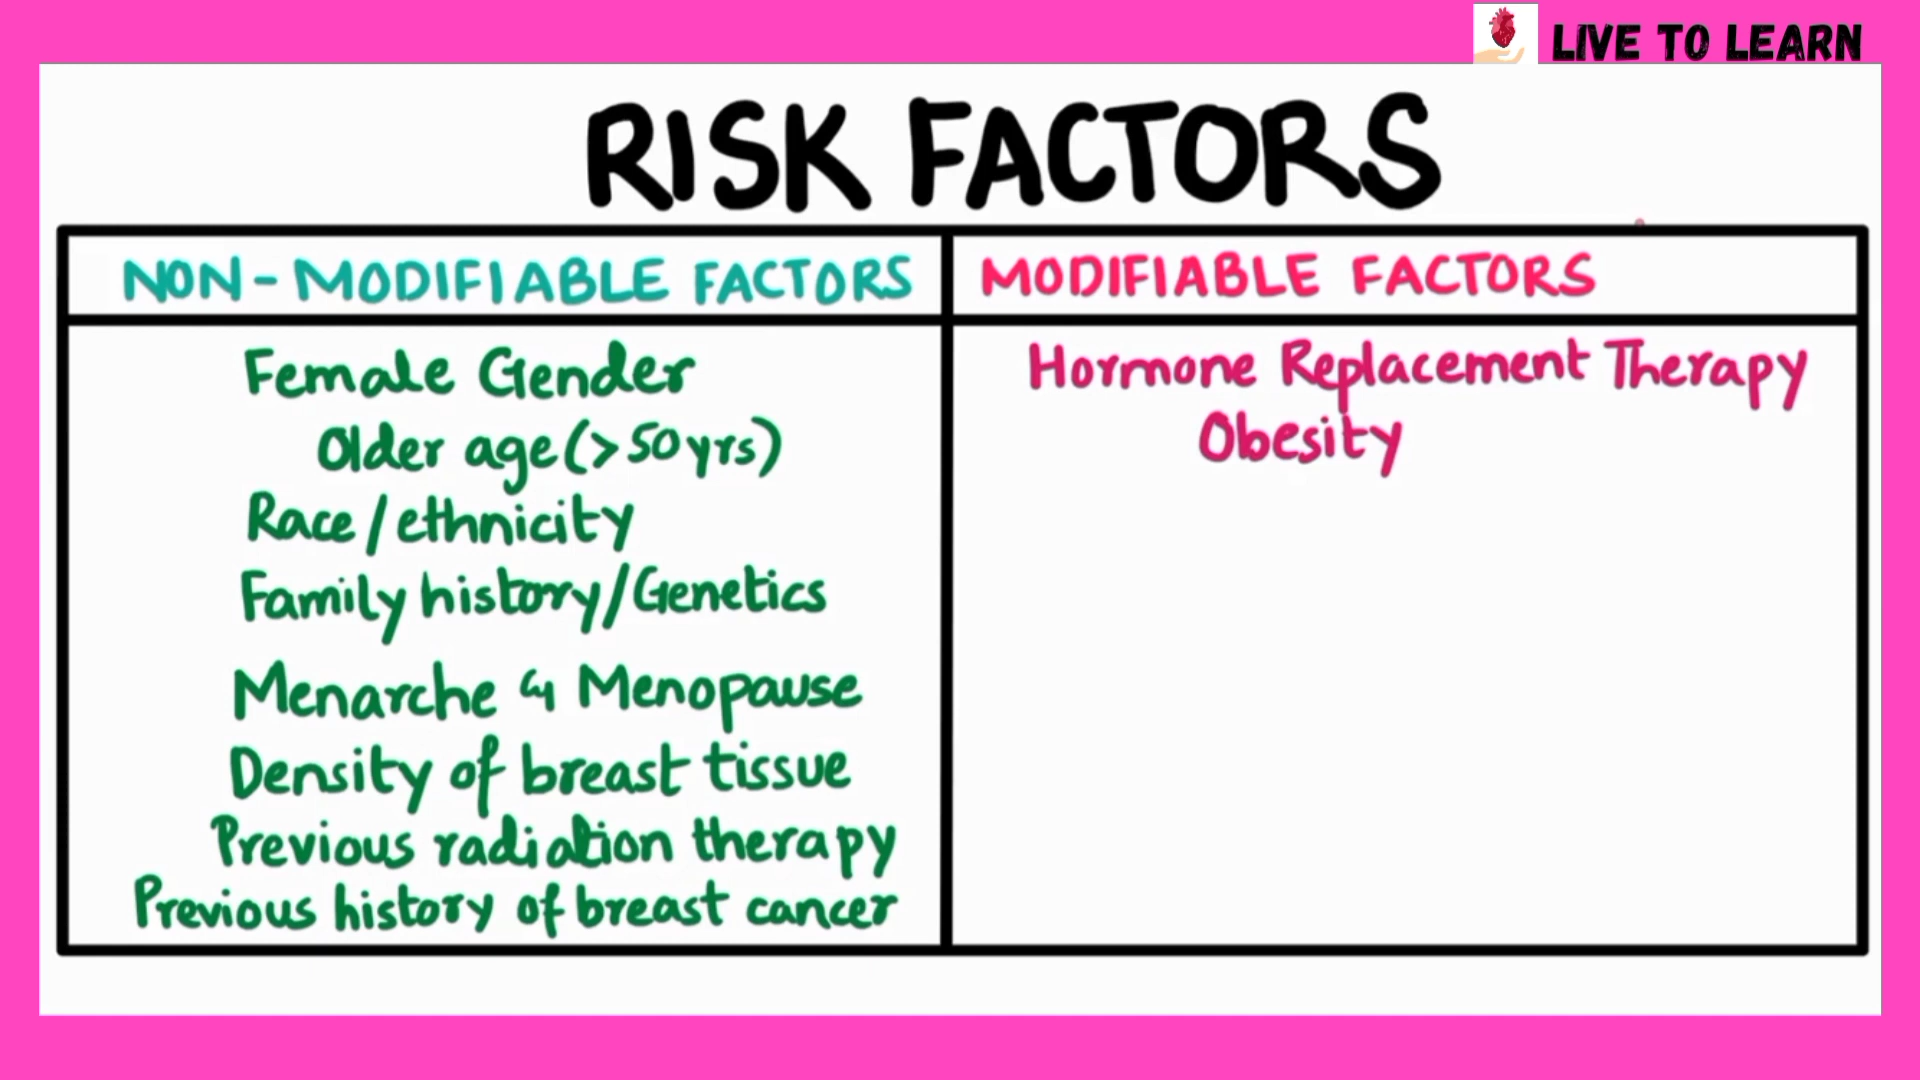 LIVE TO LEARN
RISK FACTORS
NON-MODIFIABLE FACTORS
Female Gender
Older age (>50yrs)
Race/ethnicity
Family history/Genetics
Menarche & Menopause
Density of breast tissue
Previous radiation therapy
Previous history of breast cancer
MODIFIABLE FACTORS
Hormone Replacement Therapy
Obesity